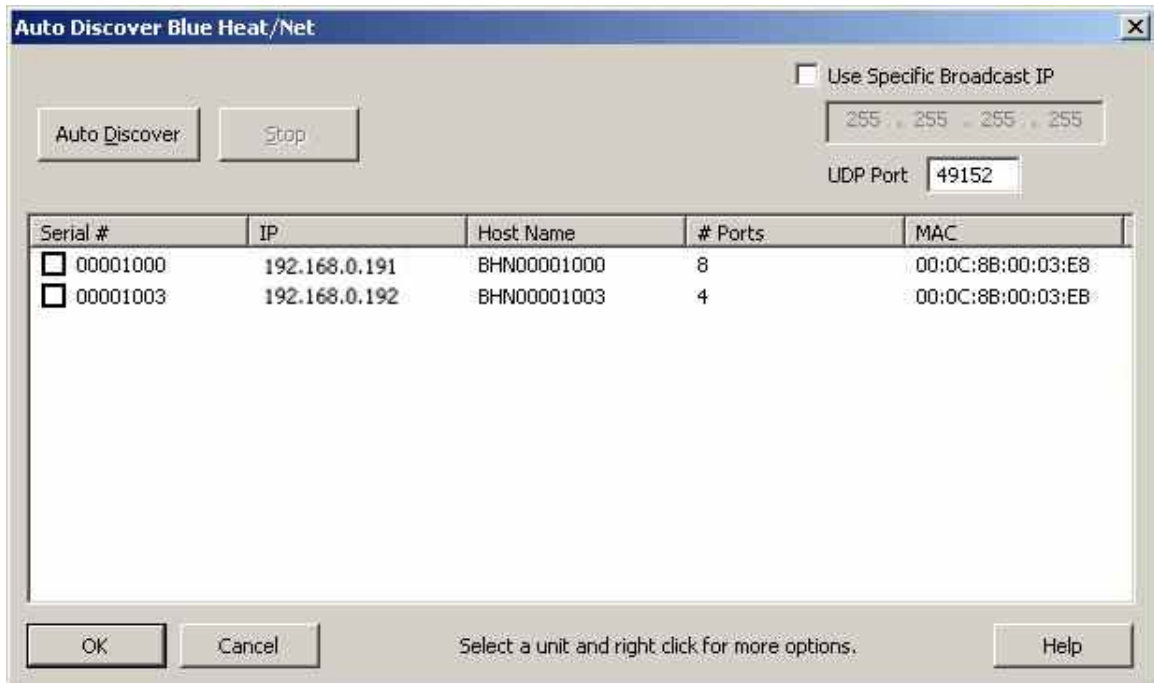 Auto Discover Blue Heat/Net
Use Specific Broadcast IP
Auto Discover Stop 255 . 255 . 255 . 255
UDP Port 49152
Serial # IP Host Name # Ports MAC
00001000 192.168.0.191 BHN00001000 8 00:0C:8B:00:03:E8
00001003 192.168.0.192 BHN00001003 4 00:0C:8B:00:03:EB
OK Cancel Select a unit and right click for more options. Help